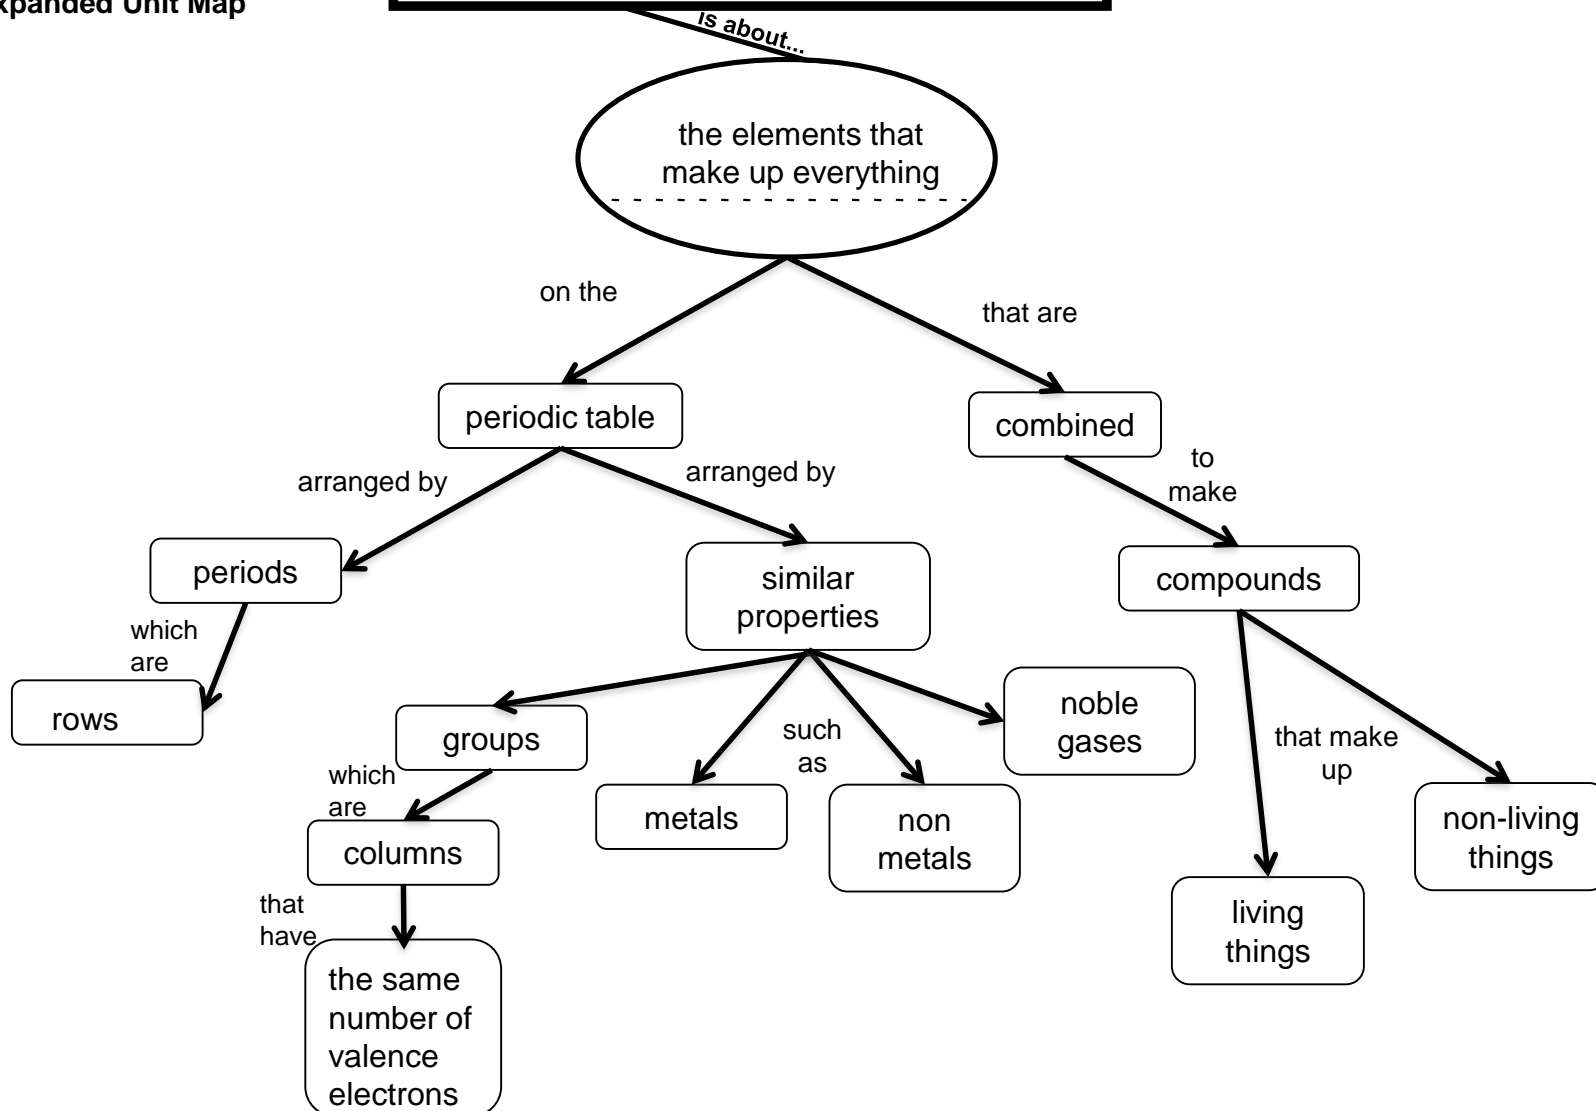 Unit Map
is about...
the elements that
make up everything
on the
that are
periodic table
combined
arranged by
arranged by
to
make
periods
similar
properties
compounds
which
are
rows
groups
such
as
noble
gases
that make
up
which
are
columns
metals
non
metals
non-living
things
living
things
that
have
the same
number of
valence
electrons